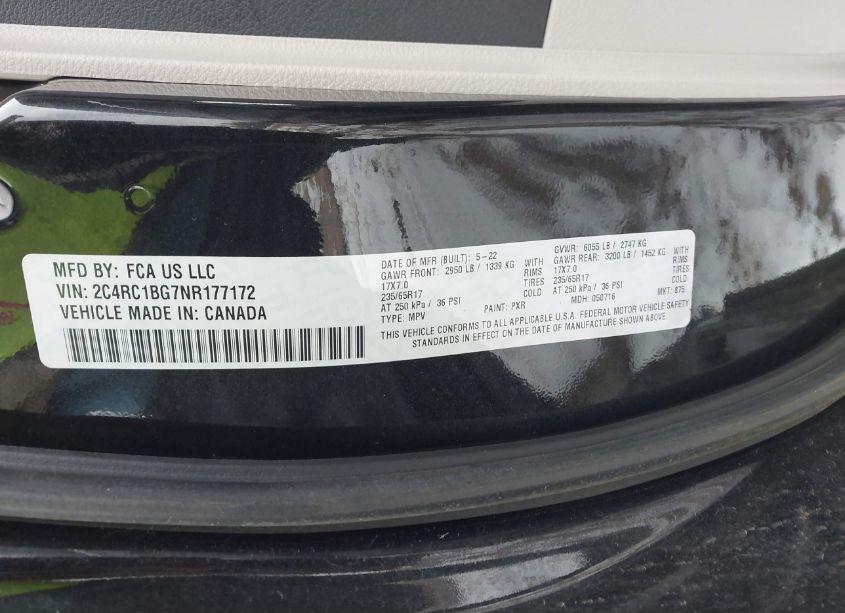 MFD BY: FCA US LLC
VIN: 2C4RC1BG7NR177172
VEHICLE MADE IN: CANADA
DATE OF MFR (BUILT): 5-22 GVWR: 6055 LB / 2747 KG
GAWR FRONT: 2950 LB / 1339 KG WITH GAWR REAR: 3200 LB / 1452 KG WITH
17X7.0 RIMS 17X7.0 RIMS
235/65R17 TIRES 235/65R17 TIRES
AT 250 kPa / 36 PSI COLD AT 250 kPa / 36 PSI COLD
TYPE: MPV PAINT: PXR MDH: 050716 MKT: 875
THIS VEHICLE CONFORMS TO ALL APPLICABLE U.S.A. FEDERAL MOTOR VEHICLE SAFETY
STANDARDS IN EFFECT ON THE DATE OF MANUFACTURE SHOWN ABOVE.